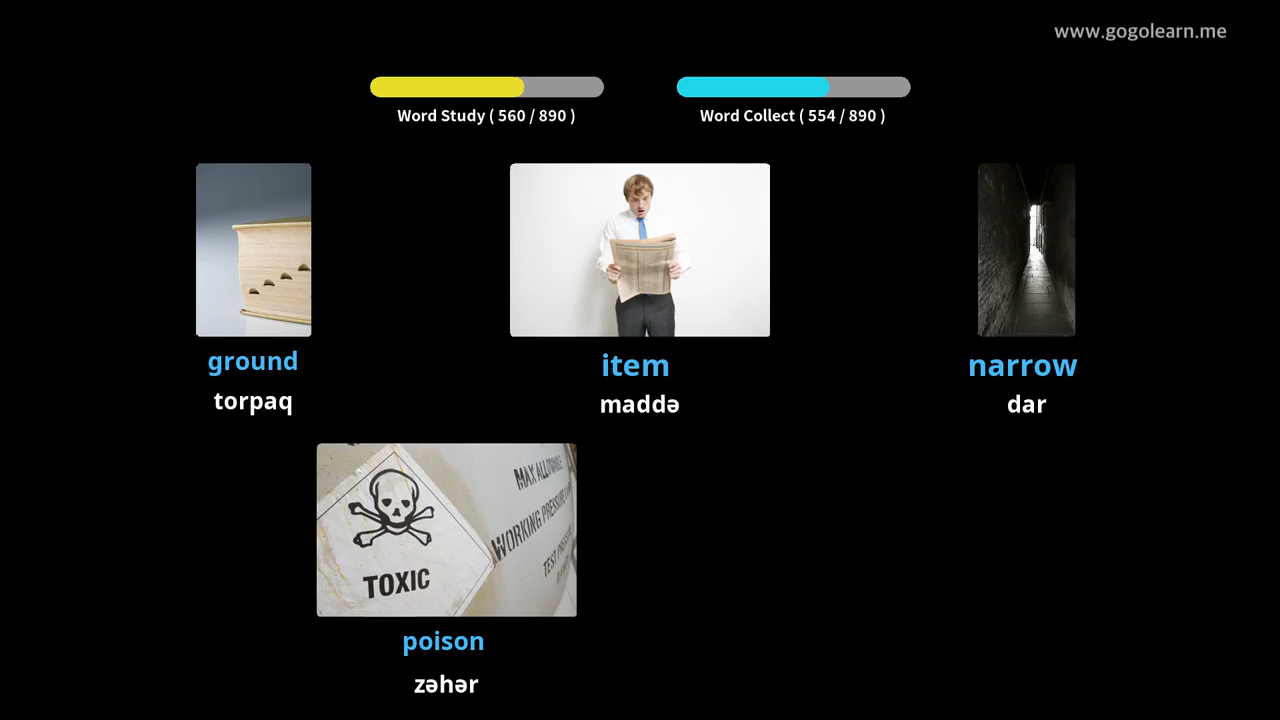 www.gogolearn.me
Word Study ( 560 / 890 )
Word Collect ( 554 / 890 )
ground
torpaq
item
maddə
narrow
dar
MAX ALLOWABLE
WORKING PRESSURE
TEST PRESSURE
TOXIC
poison
zəhər